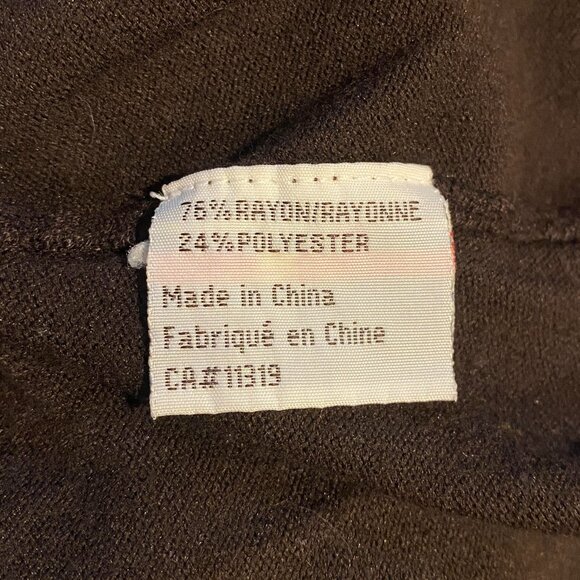 76% RAYON/RAYONNE
24% POLYESTER
Made in China
Fabriqué en Chine
CA#11319